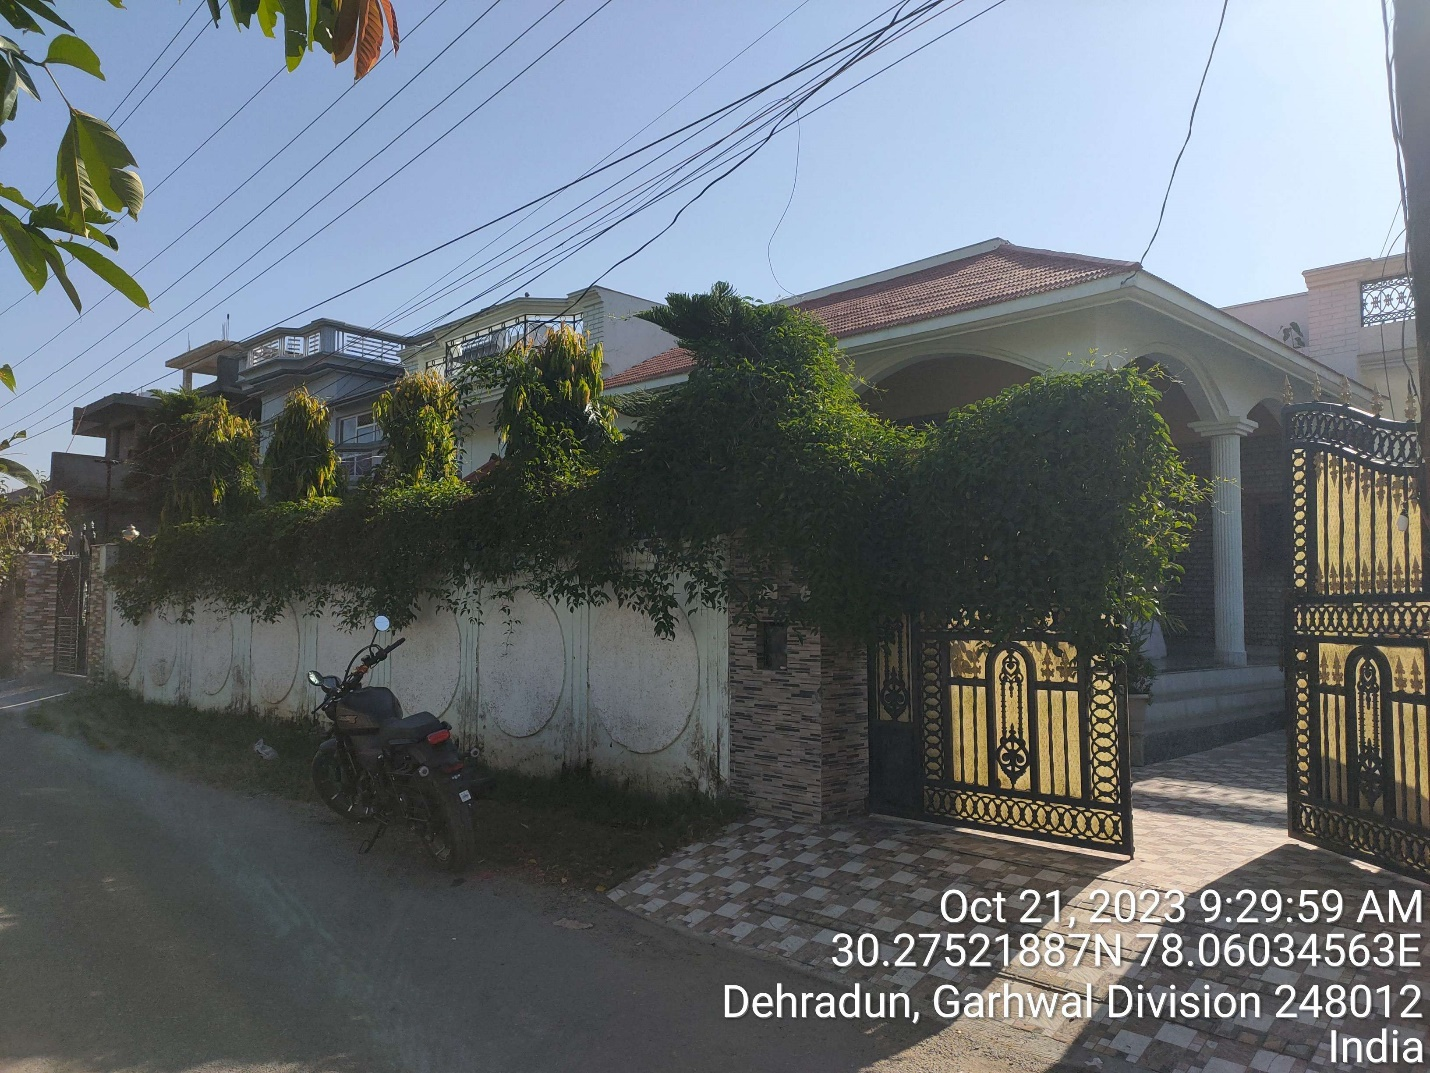 Oct 21, 2023 9:29:59 AM
30.27521887N 78.06034563E
Dehradun, Garhwal Division 248012
India